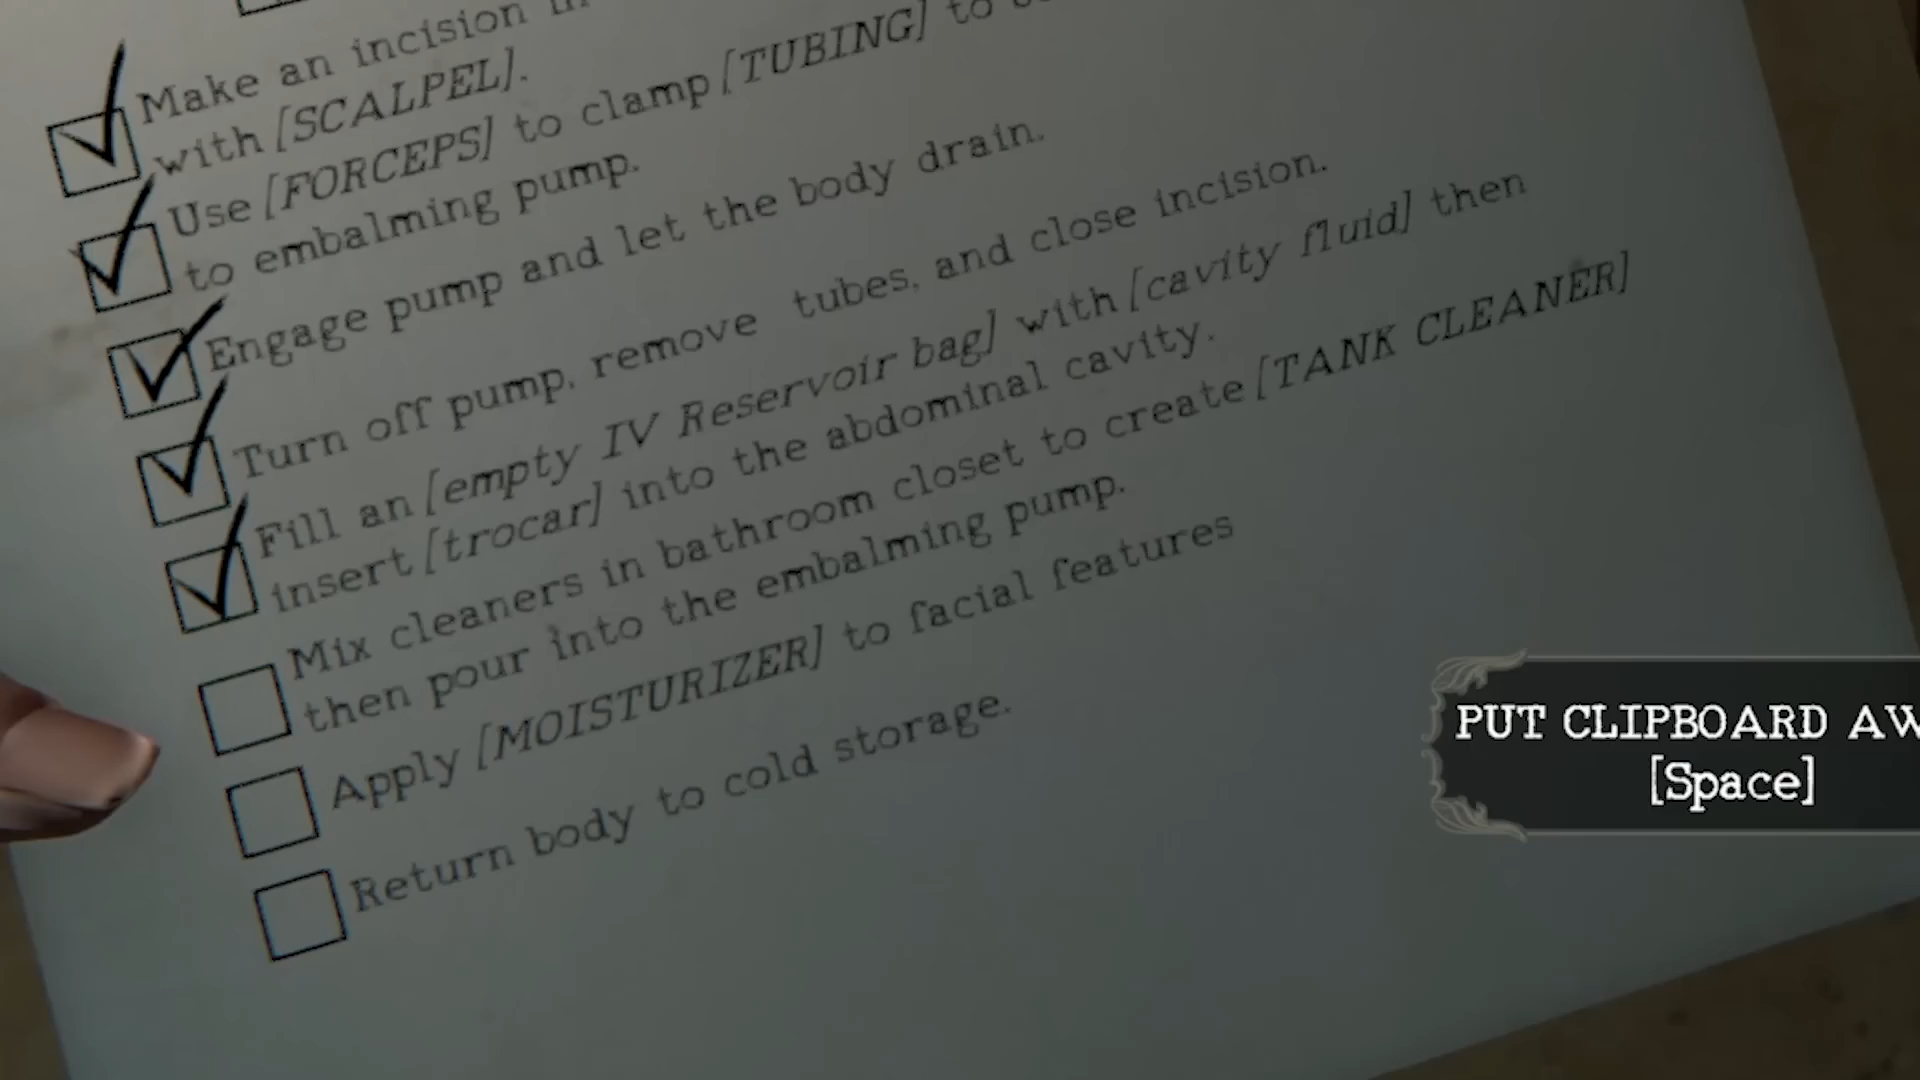 Make an incision
with [SCALPEL].
Use [FORCEPS] to clamp [TUBING] to
to embalming pump.
Engage pump and let the body drain.
Turn off pump, remove tubes, and close incision.
Fill an [empty IV Reservoir bag] with [cavity fluid] then
insert [trocar] into the abdominal cavity.
Mix cleaners in bathroom closet to create [TANK CLEANER]
then pour into the embalming pump.
Apply [MOISTURIZER] to facial features
Return body to cold storage.
PUT CLIPBOARD AW
[Space]